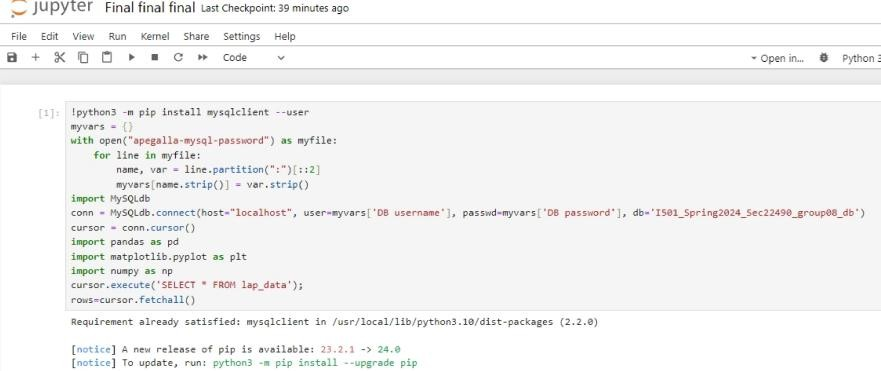 jupyter Final final final Last Checkpoint: 39 minutes ago
File Edit View Run Kernel Share Settings Help
Code Open in... Python 3
[1]: !python3 -m pip install mysqlclient --user
myvars = {}
with open("apegalla-mysql-password") as myfile:
    for line in myfile:
        name, var = line.partition(":")[::2]
        myvars[name.strip()] = var.strip()
import MySQLdb
conn = MySQLdb.connect(host="localhost", user=myvars['DB username'], passwd=myvars['DB password'], db='I501_Spring2024_Sec22490_group08_db')
cursor = conn.cursor()
import pandas as pd
import matplotlib.pyplot as plt
import numpy as np
cursor.execute('SELECT * FROM lap_data');
rows=cursor.fetchall()
Requirement already satisfied: mysqlclient in /usr/local/lib/python3.10/dist-packages (2.2.0)
[notice] A new release of pip is available: 23.2.1 -> 24.0
[notice] To update, run: python3 -m pip install --upgrade pip